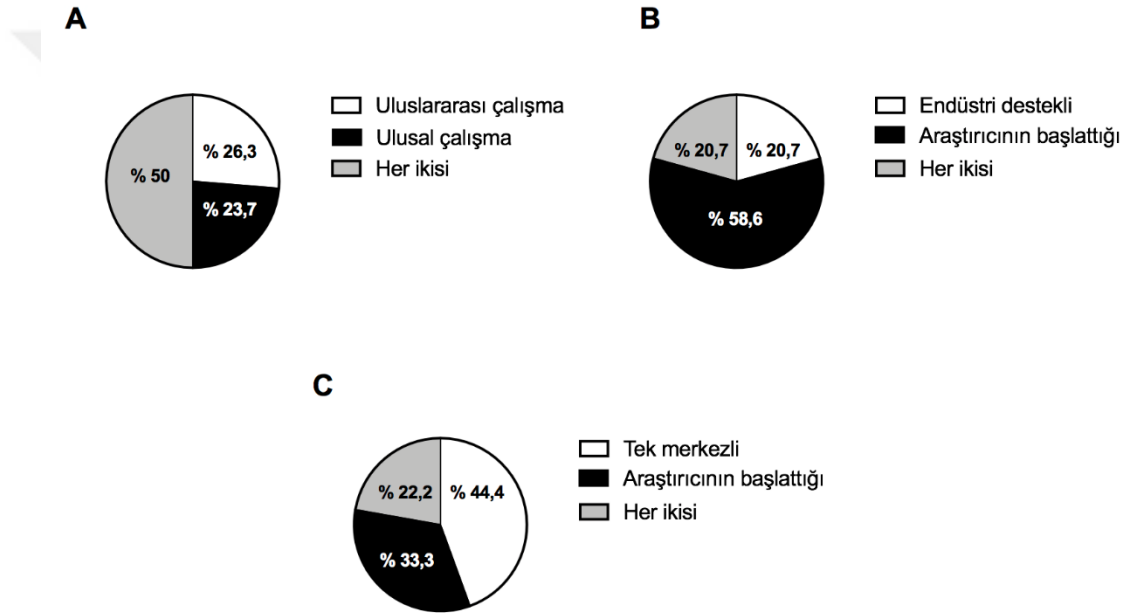 A
% 26,3
% 50
% 23,7
Uluslararası çalışma
Ulusal çalışma
Her ikisi
B
% 20,7
% 20,7
% 58,6
Endüstri destekli
Araştırıcının başlattığı
Her ikisi
C
% 22,2
% 44,4
% 33,3
Tek merkezli
Araştırıcının başlattığı
Her ikisi